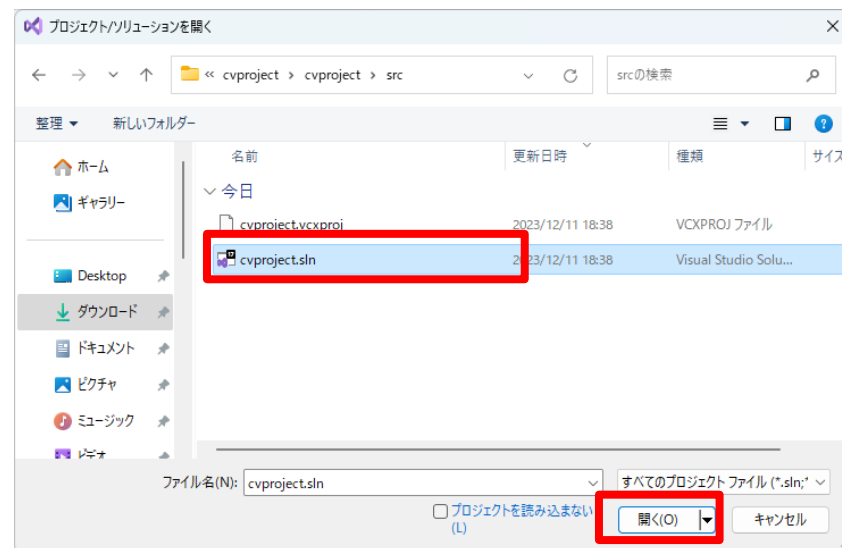 プロジェクト/ソリューションを開く
« cvproject > cvproject > src
srcの検索
整理
新しいフォルダー
名前
更新日時
種類
サイズ
ホーム
ギャラリー
今日
cvproject.vcxproj
2023/12/11 18:38
VCXPROJ ファイル
cvproject.sln
2023/12/11 18:38
Visual Studio Solu...
Desktop
ダウンロード
ドキュメント
ピクチャ
ミュージック
ビデオ
ファイル名(N):
cvproject.sln
すべてのプロジェクト ファイル (*.sln;*
プロジェクトを読み込まない
(L)
開く(O)
キャンセル